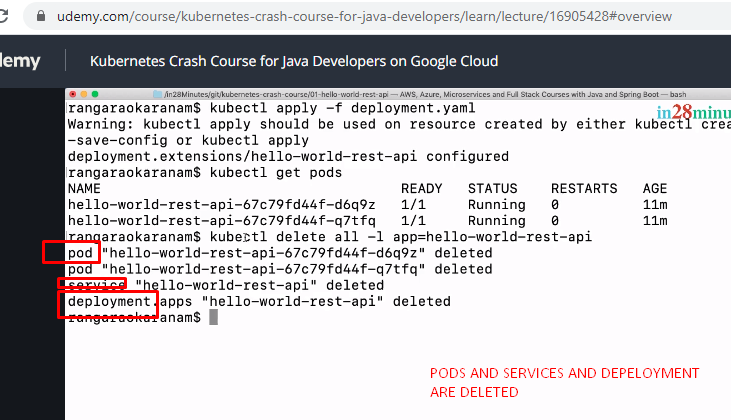 udemy.com/course/kubernetes-crash-course-for-java-developers/learn/lecture/16905428#overview
demy
Kubernetes Crash Course for Java Developers on Google Cloud
/in28Minutes/git/kubernetes-crash-course/01-hello-world-rest-api — AWS, Azure, Microservices and Full Stack Courses with Java and Spring Boot — bash
rangaraokaranam$ kubectl apply -f deployment.yaml
in28minu
Warning: kubectl apply should be used on resource created by either kubectl crea
-save-config or kubectl apply
deployment.extensions/hello-world-rest-api configured
rangaraokaranam$ kubectl get pods
NAME READY STATUS RESTARTS AGE
hello-world-rest-api-67c79fd44f-d6q9z 1/1 Running 0 11m
hello-world-rest-api-67c79fd44f-q7tfq 1/1 Running 0 11m
rangaraokaranam$ kubectl delete all -l app=hello-world-rest-api
pod "hello-world-rest-api-67c79fd44f-d6q9z" deleted
pod "hello-world-rest-api-67c79fd44f-q7tfq" deleted
service "hello-world-rest-api" deleted
deployment.apps "hello-world-rest-api" deleted
rangaraokaranam$
PODS AND SERVICES AND DEPELOYMENT
ARE DELETED